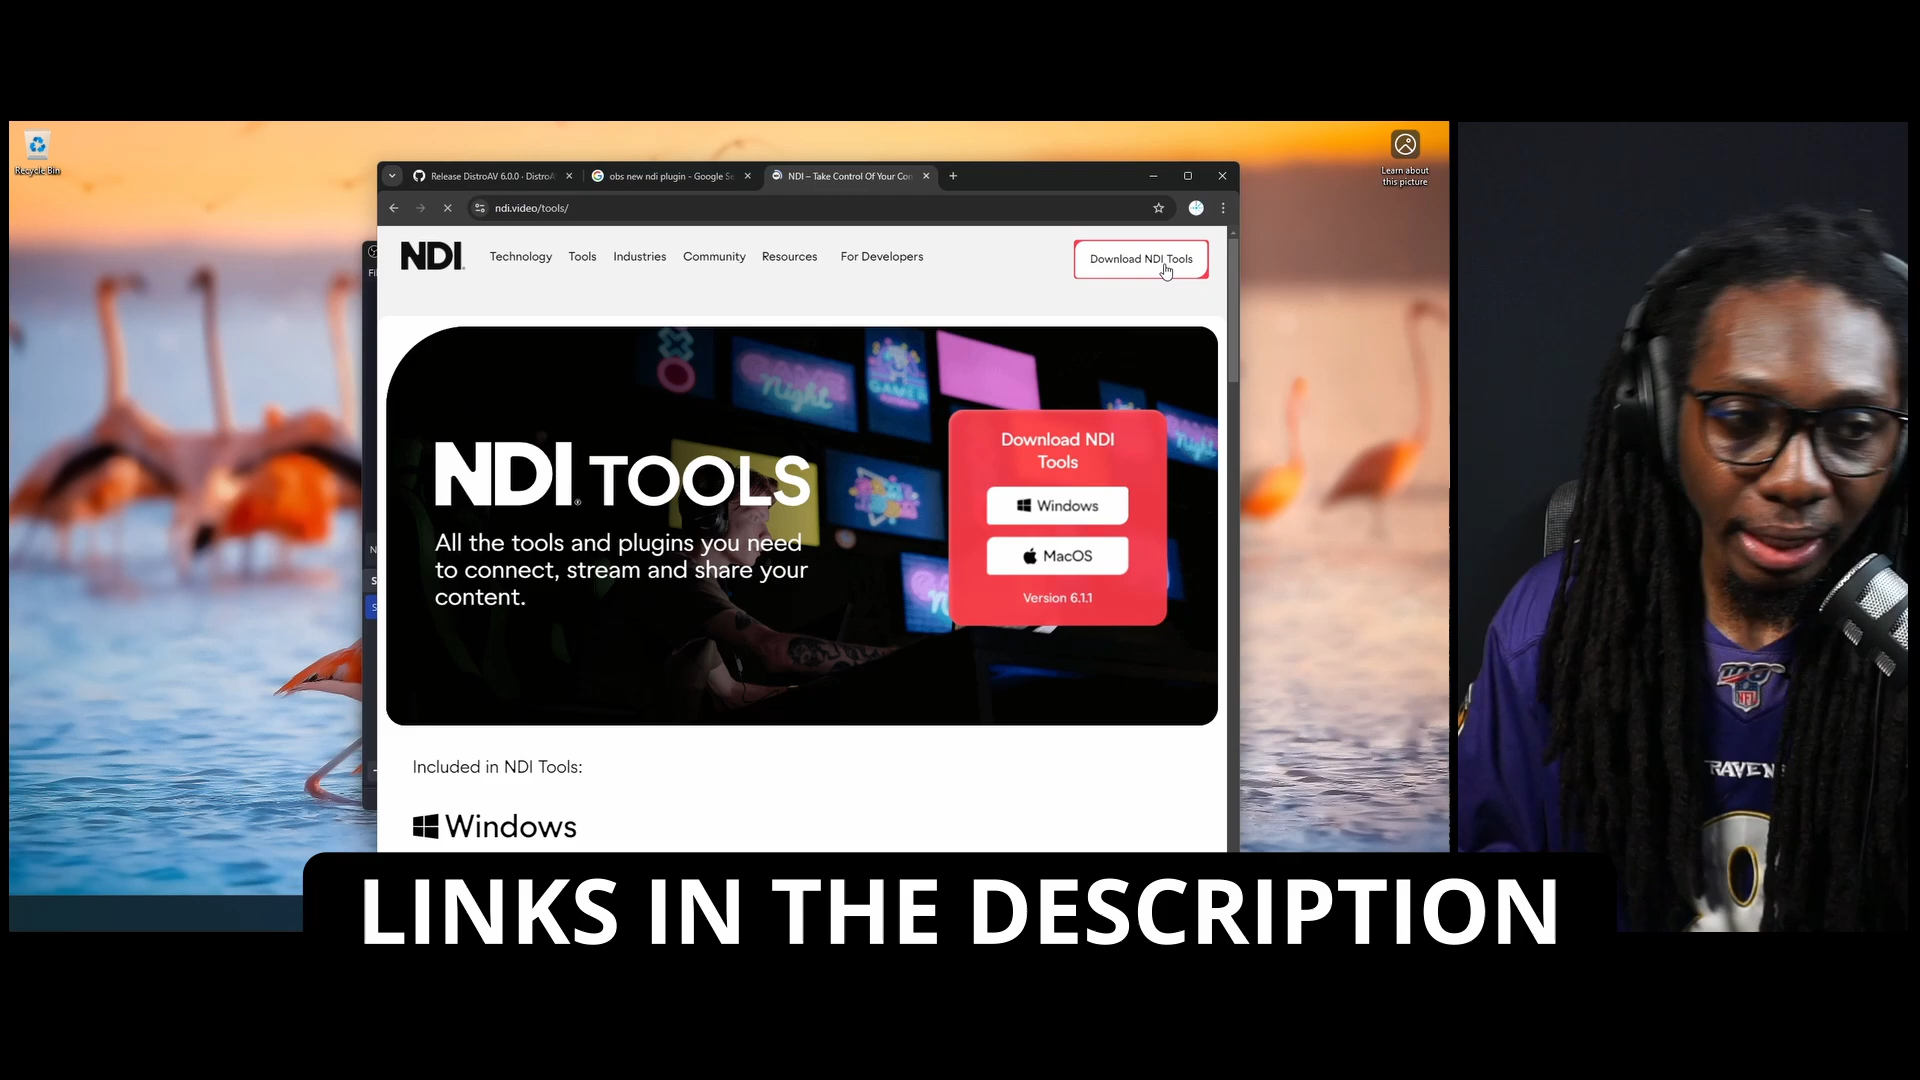 Recycle Bin
Learn about
this picture
Release DistroAV 6.0.0 · DistroA
obs new ndi plugin - Google Se
NDI – Take Control Of Your Con
ndi.video/tools/
NDI
Technology
Tools
Industries
Community
Resources
For Developers
Download NDI Tools
Night
Night
NDI TOOLS
All the tools and plugins you need
to connect, stream and share your
content.
Download NDI
Tools
Windows
MacOS
Version 6.1.1
Included in NDI Tools:
Windows
NFL
RAVEN
LINKS IN THE DESCRIPTION